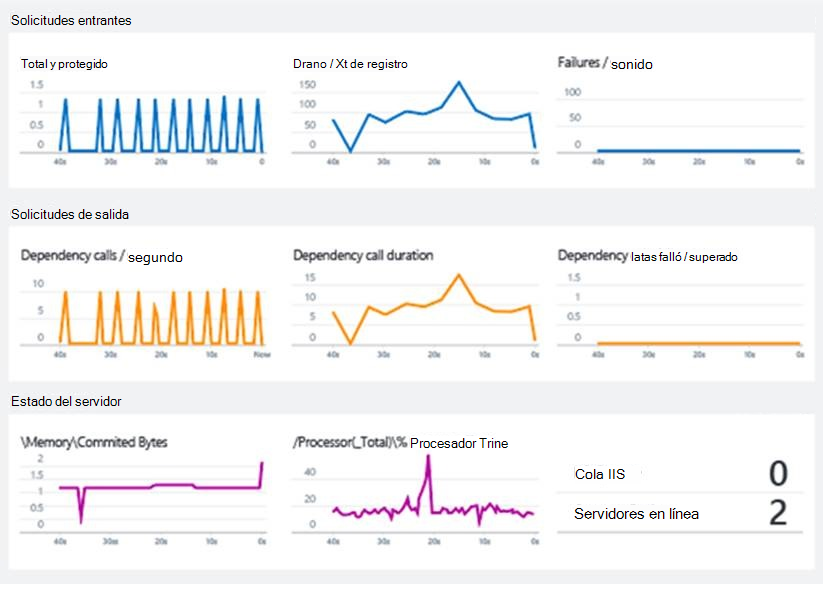 Solicitudes entrantes
Total y protegido
1.5
1
0.5
0
40s 30s 20s 10s 0
Drano / Xt de registro
150
100
50
0
40s 30s 20s 10s 0s
Failures / sonido
100
50
0
40s 30s 20s 10s 0s
Solicitudes de salida
Dependency calls / segundo
10
5
0
40s 30s 20s 10s Now
Dependency call duration
15
10
5
0
40s 30s 20s 10s 0s
Dependency latas falló / superado
1.5
1
0.5
0
40s 30s 20s 10s 0s
Estado del servidor
\Memory\Commited Bytes
2
1.5
1
0.5
0
40s 30s 20s 10s 0s
/Processor(_Total)\% Procesador Trine
40
20
0
40s 30s 20s 10s 0s
Cola IIS 0
Servidores en línea 2